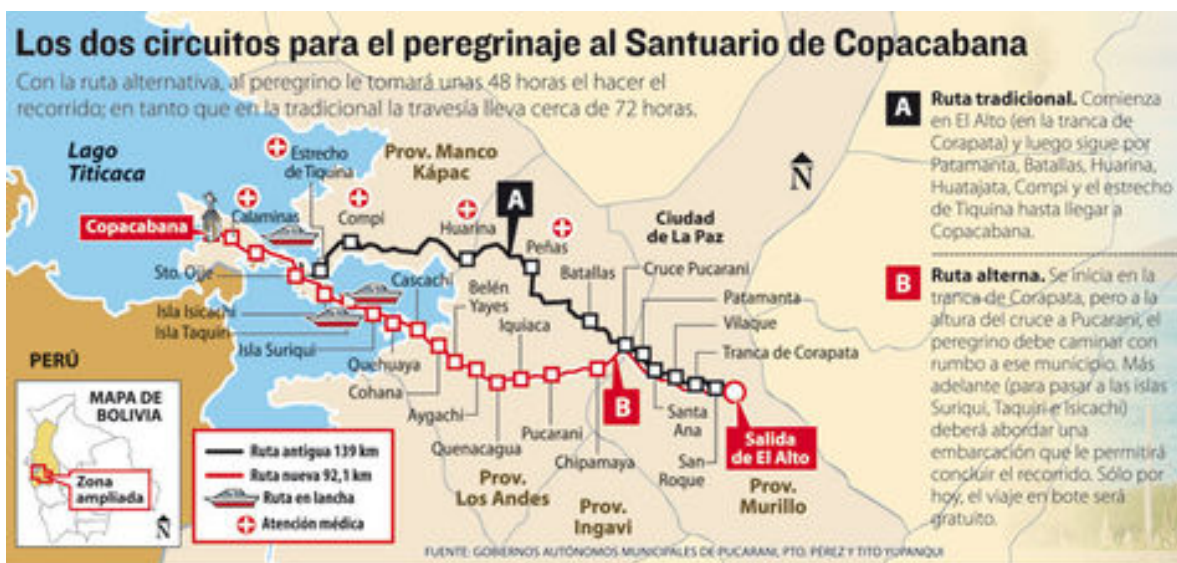 Los dos circuitos para el peregrinaje al Santuario de Copacabana
Con la ruta alternativa, al peregrino le tomará unas 48 horas el hacer el
recorrido; en tanto que en la tradicional la travesía lleva cerca de 72 horas.
A
Ruta tradicional. Comienza
en El Alto (en la tranca de
Corapata) y luego sigue por
Patamanta, Batallas, Huarina,
Huatajata, Compi y el estrecho
de Tiquina hasta llegar a
Copacabana.
B
Ruta alterna. Se inicia en la
tranca de Corapata, pero a la
altura del cruce a Pucarani, el
peregrino debe caminar con
rumbo a ese municipio. Más
adelante (para pasar a las islas
Suriqui, Taquiri e Isicachi)
deberá abordar una
embarcación que le permitirá
concluir el recorrido. Sólo por
hoy, el viaje en bote será
gratuito.
Lago
Titicaca
Estrecho
de Tiquina
Prov. Manco
Kápac
N
A
Ciudad
de La Paz
Copacabana
Calaminas
Compi
Huarina
Peñas
Batallas
Cruce Pucarani
Sto. Ojje
Cascachi
Belén
Yayes
Iquiaca
Patamanta
Vilaque
Tranca de Corapata
Isla Isicachi
Isla Taquiri
Isla Suriqui
Quehuaya
Cohana
Aygachi
Quenacagua
Pucarani
Chipamaya
B
Santa
Ana
San
Roque
Salida
de El Alto
PERÚ
Prov.
Los Andes
Prov.
Ingavi
Prov.
Murillo
MAPA DE
BOLIVIA
Zona
ampliada
N
Ruta antigua 139 km
Ruta nueva 92,1 km
Ruta en lancha
Atención médica
FUENTE: GOBIERNOS AUTÓNOMOS MUNICIPALES DE PUCARANI, PTO. PÉREZ Y TITO YUPANQUI